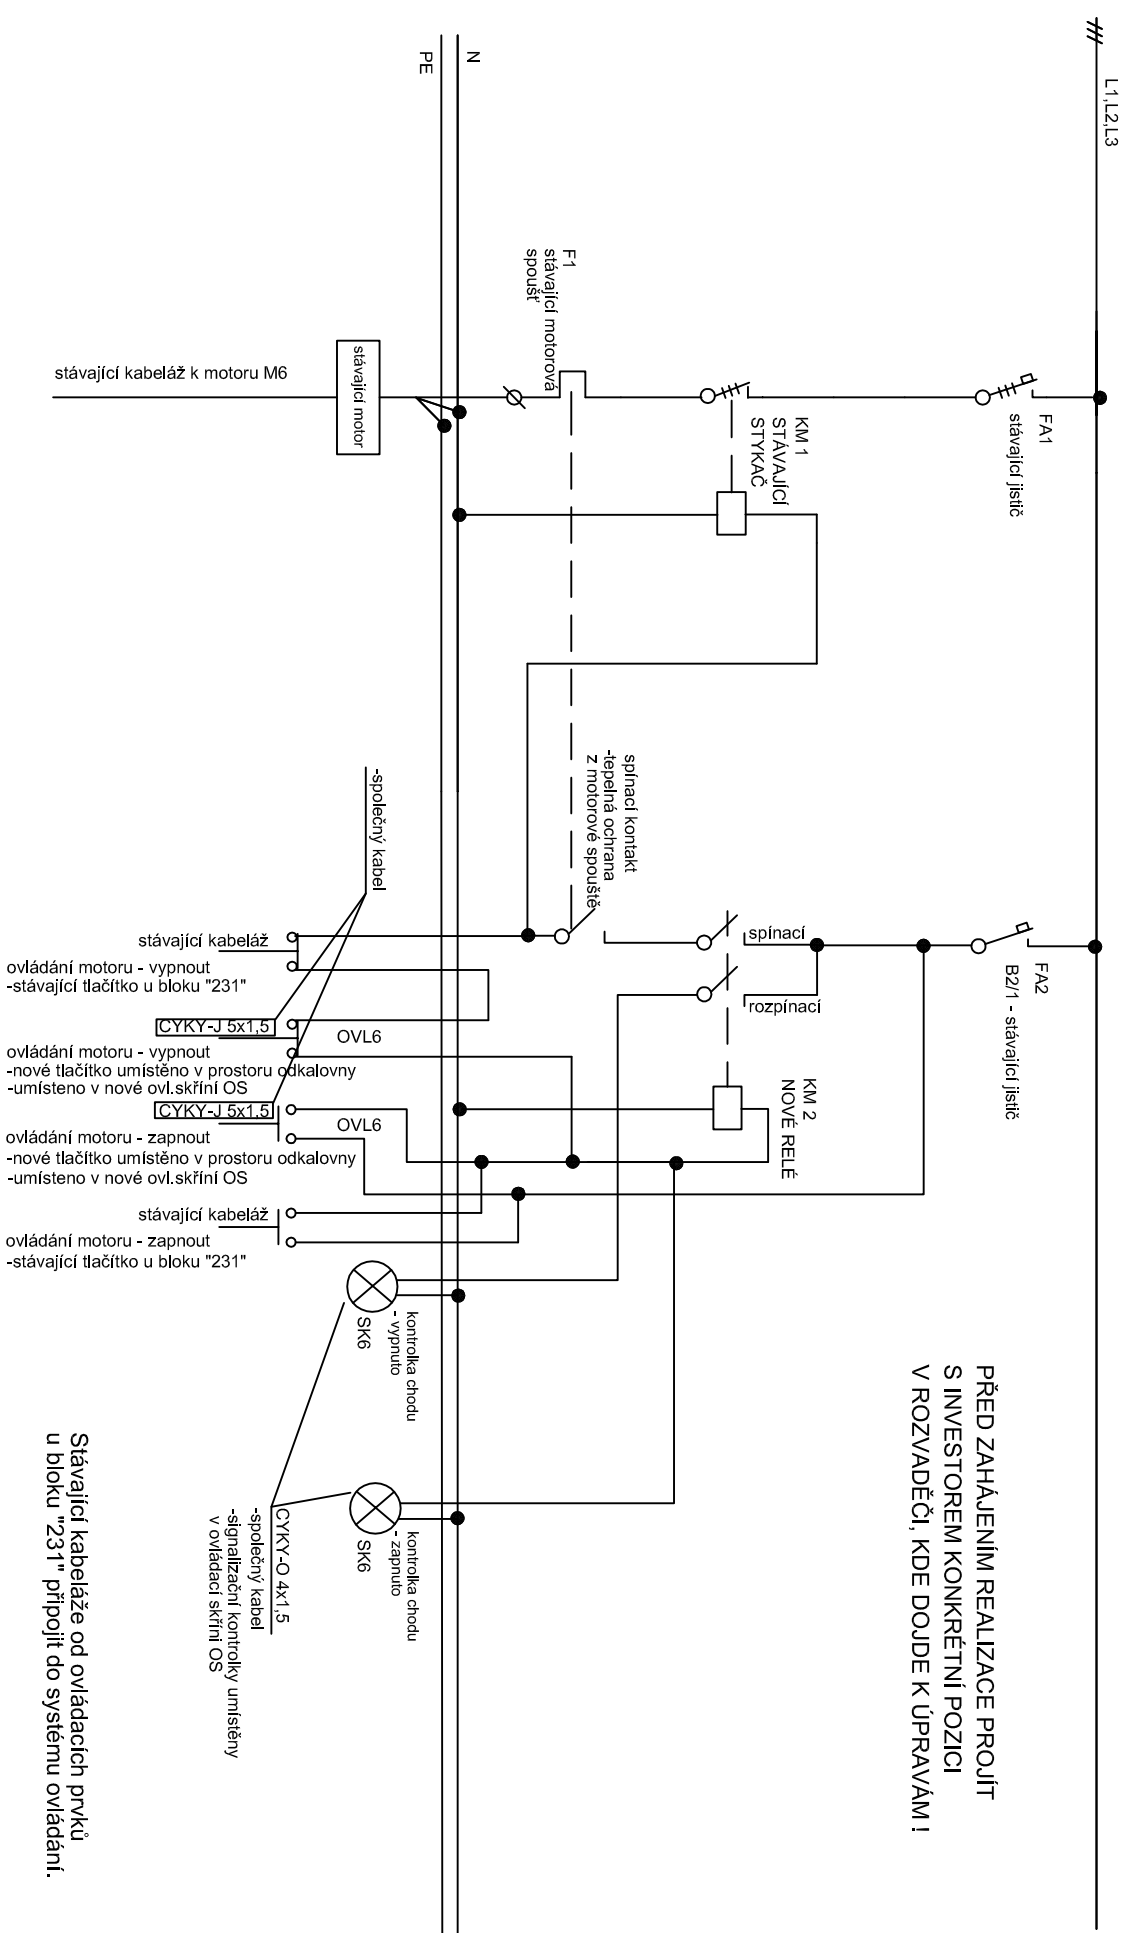 L1,L2,L3
N
PE
FA1
stávající jistič
KM 1
STÁVAJÍCÍ
STYKAČ
F1
stávající motorová
spoušť
stávající motor
stávající kabeláž k motoru M6
FA2
B2/1 - stávající jistič
spínací
rozpínací
KM 2
NOVÉ RELÉ
spínací kontakt
-tepelná ochrana
z motorové spouště
-společný kabel
stávající kabeláž
ovládání motoru - vypnout
-stávající tlačítko u bloku "231"
CYKY-J 5x1,5
OVL6
ovládání motoru - vypnout
-nové tlačítko umístěno v prostoru odkalovny
-umísteno v nové ovl.skříní OS
CYKY-J 5x1,5
OVL6
ovládání motoru - zapnout
-nové tlačítko umístěno v prostoru odkalovny
-umísteno v nové ovl.skříní OS
stávající kabeláž
ovládání motoru - zapnout
-stávající tlačítko u bloku "231"
kontrolka chodu
- vypnuto
SK6
kontrolka chodu
- zapnuto
SK6
CYKY-O 4x1,5
-společný kabel
-signalizační kontrolky umístěny
v ovládací skříni OS
PŘED ZAHÁJENÍM REALIZACE PROJÍT
S INVESTOREM KONKRÉTNÍ POZICI
V ROZVADĚČI, KDE DOJDE K ÚPRAVÁM !
Stávající kabeláže od ovládacích prvků
u bloku "231" připojit do systému ovládání.